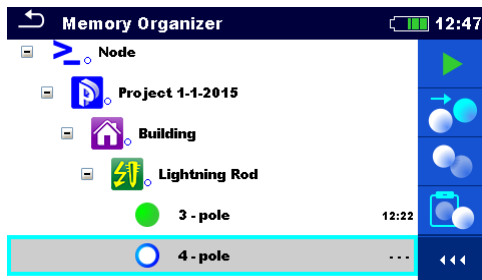 Memory Organizer 12:47
Node
Project 1-1-2015
Building
Lightning Rod
3 - pole 12:22
4 - pole ---